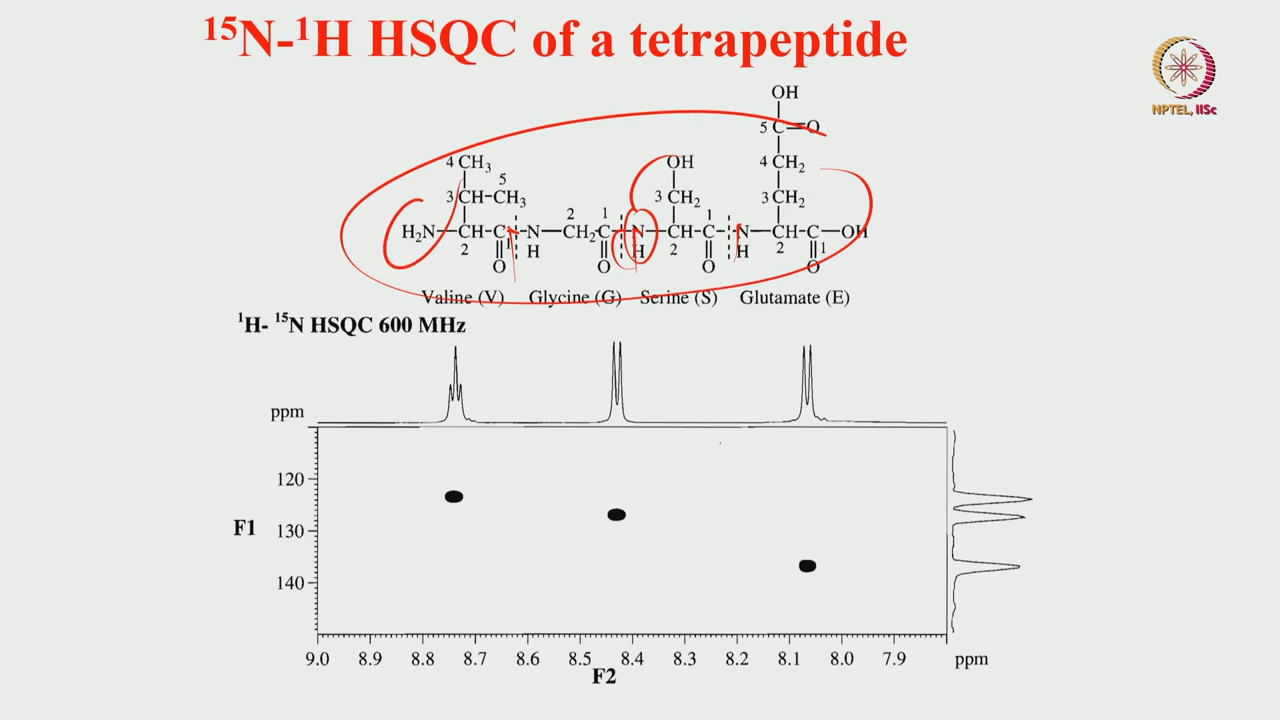 ¹⁵N-¹H HSQC of a tetrapeptide
NPTEL, IISc
OH
5 C=O
4 CH₃ OH 4 CH₂
5
3 CH-CH₃ 3 CH₂ 3 CH₂
2 1 1
H₂N-CH-C-N-CH₂C-N-CH-C-N-CH-C-OH
2 1 H H 2 H 2 1
O O O O
Valine (V) Glycine (G) Serine (S) Glutamate (E)
¹H- ¹⁵N HSQC 600 MHz
ppm
120
F1 130
140
9.0 8.9 8.8 8.7 8.6 8.5 8.4 8.3 8.2 8.1 8.0 7.9 ppm
F2